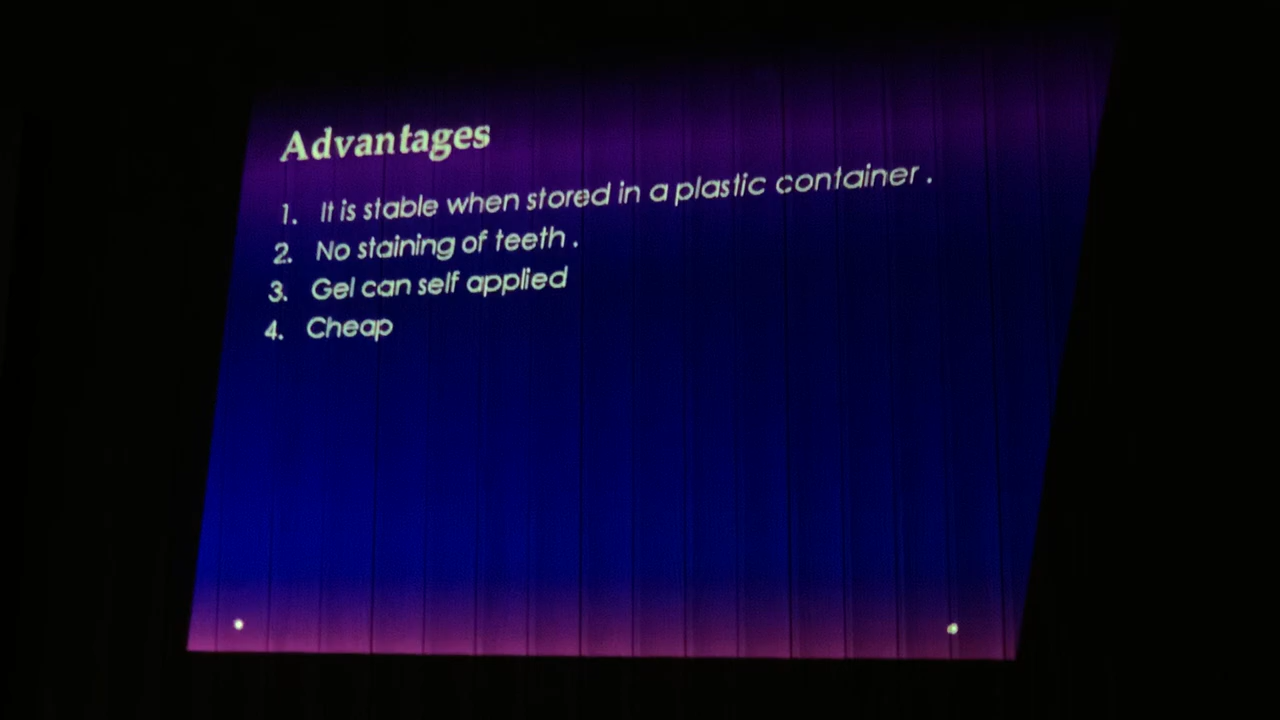 Advantages
1. It is stable when stored in a plastic container .
2. No staining of teeth .
3. Gel can self applied
4. Cheap